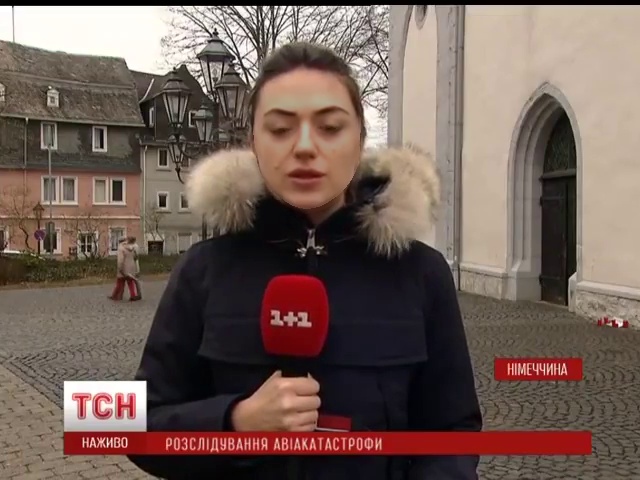 1+1
НІМЕЧЧИНА
ТСН
НАЖИВО
РОЗСЛІДУВАННЯ АВІАКАТАСТРОФИ